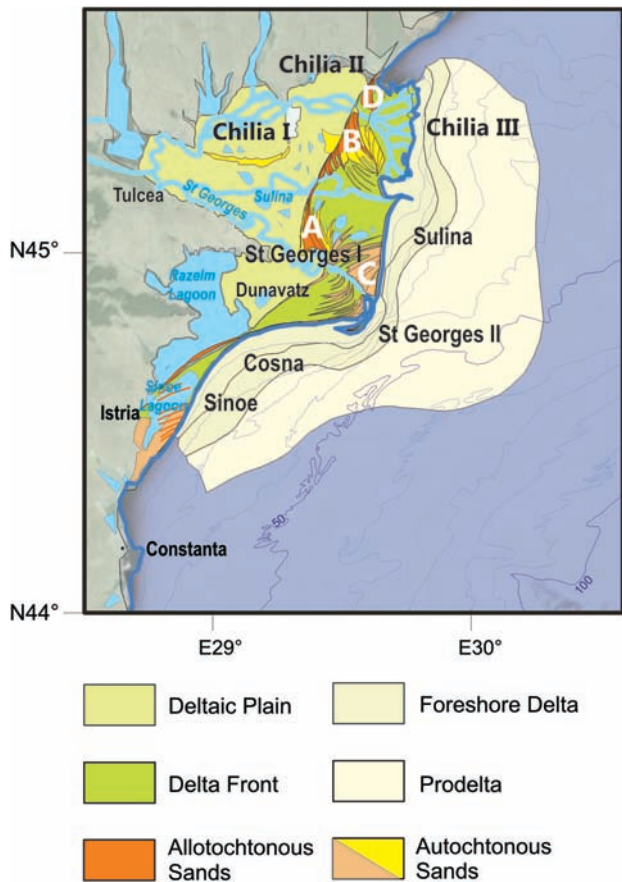 Chilia II
D
Chilia I
Chilia III
B
Tulcea
St Georges
Sulina
A
Sulina
N45°
St Georges I
Razelm
Lagoon
C
Dunavatz
St Georges II
Cosna
Sinoe
Lagoon
Istria
Sinoe
50
Constanta
100
N44°
E29°
E30°
Deltaic Plain
Foreshore Delta
Delta Front
Prodelta
Allotochtonous
Sands
Autochtonous
Sands